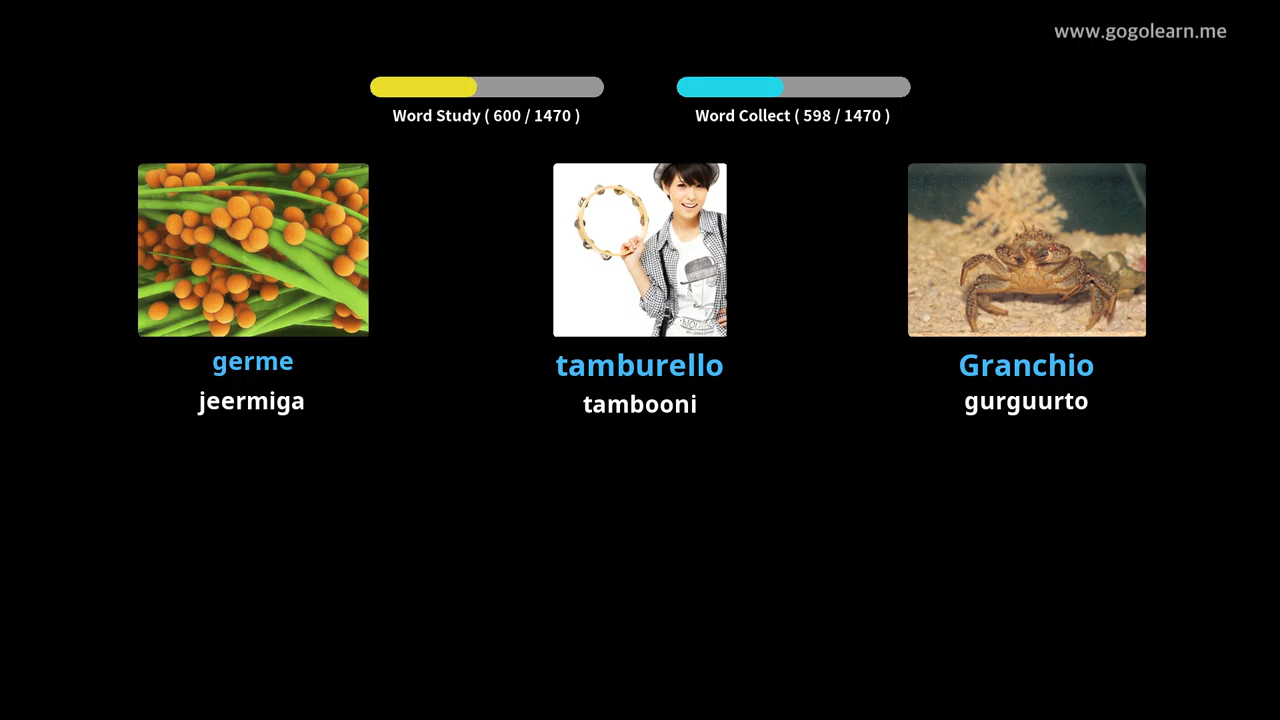 www.gogolearn.me
Word Study ( 600 / 1470 )
Word Collect ( 598 / 1470 )
germe
tamburello
Granchio
jeermiga
tambooni
gurguurto